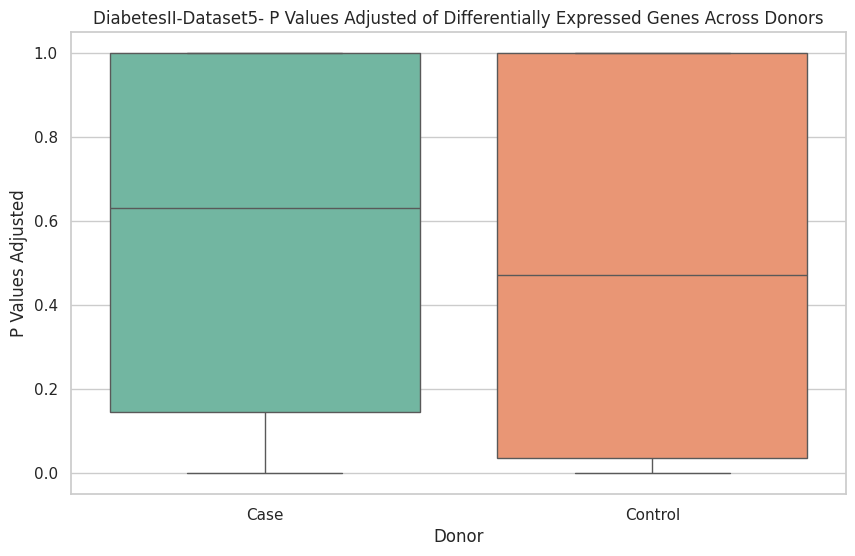 DiabetesII-Dataset5- P Values Adjusted of Differentially Expressed Genes Across Donors
P Values Adjusted
1.0
0.8
0.6
0.4
0.2
0.0
Case
Control
Donor